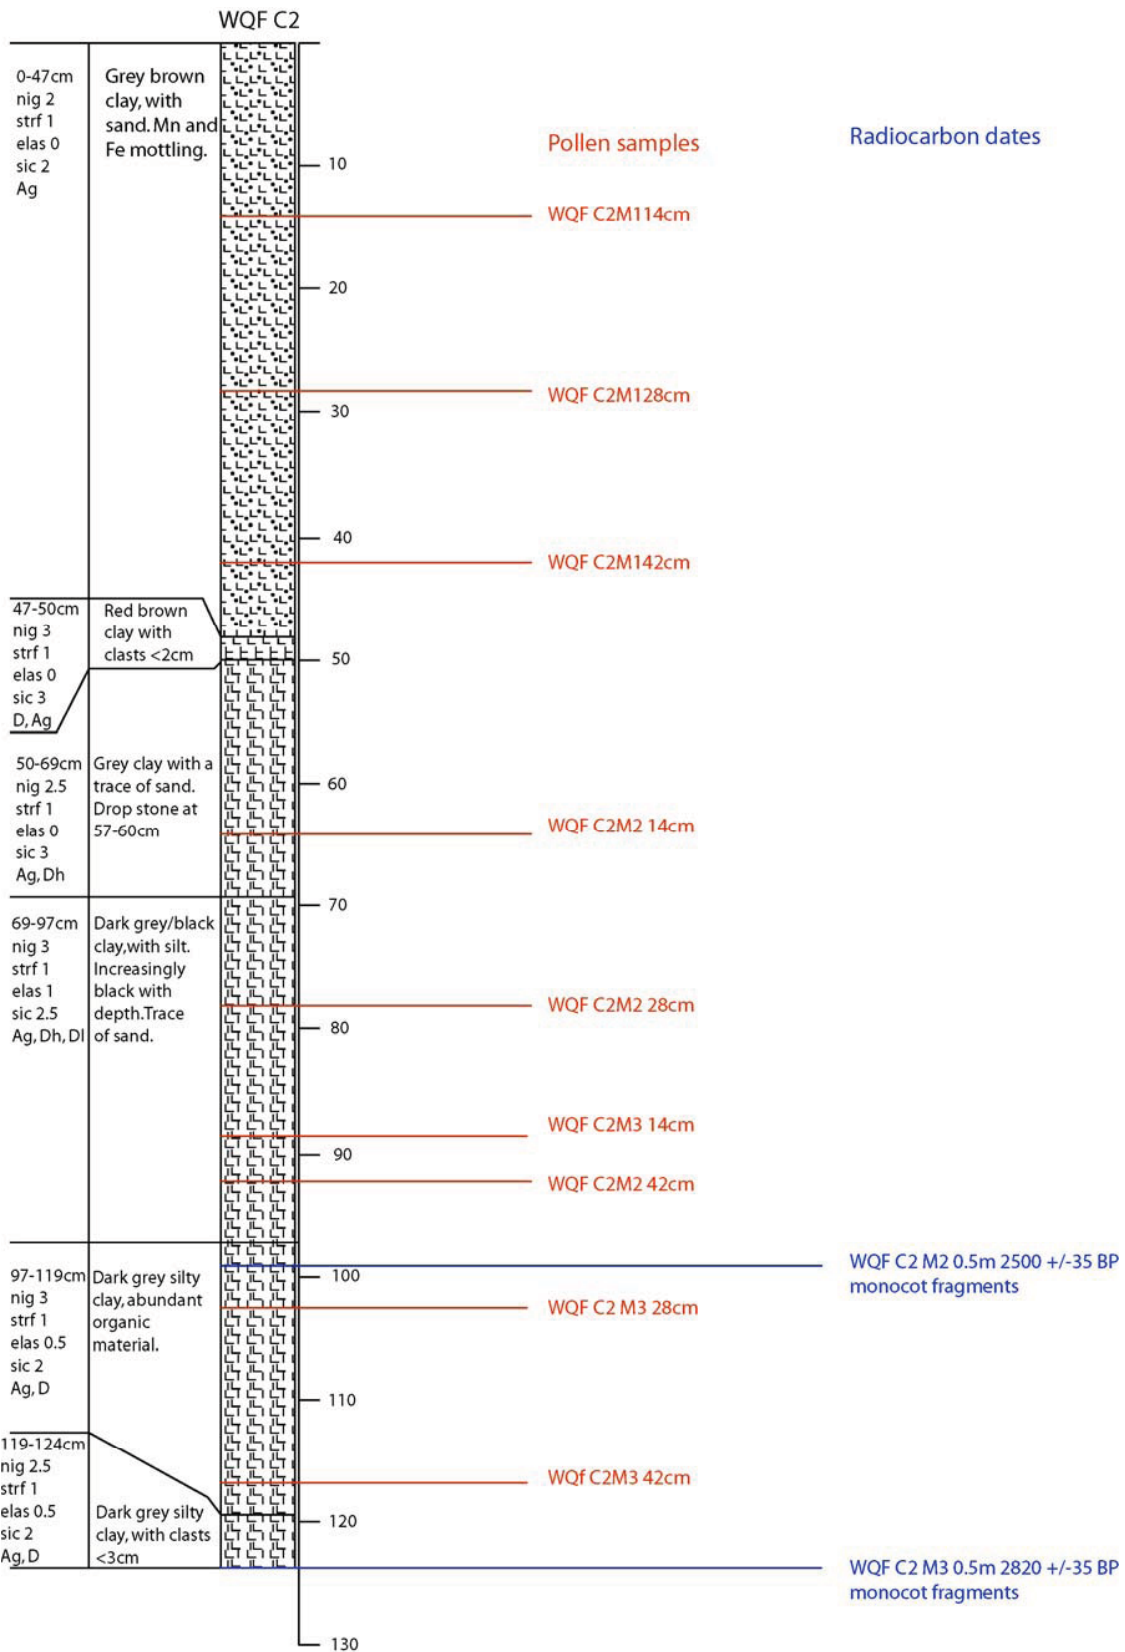 WQF C2
0-47cm
nig 2
strf 1
elas 0
sic 2
Ag
Grey brown
clay, with
sand. Mn and
Fe mottling.
Pollen samples
Radiocarbon dates
10
WQF C2M114cm
20
WQF C2M128cm
30
40
WQF C2M142cm
47-50cm
nig 3
strf 1
elas 0
sic 3
D, Ag
Red brown
clay with
clasts <2cm
50
50-69cm
nig 2.5
strf 1
elas 0
sic 3
Ag, Dh
Grey clay with a
trace of sand.
Drop stone at
57-60cm
60
WQF C2M2 14cm
70
69-97cm
nig 3
strf 1
elas 1
sic 2.5
Ag, Dh, Dl
Dark grey/black
clay,with silt.
Increasingly
black with
depth.Trace
of sand.
WQF C2M2 28cm
80
WQF C2M3 14cm
90
WQF C2M2 42cm
97-119cm
nig 3
strf 1
elas 0.5
sic 2
Ag, D
Dark grey silty
clay, abundant
organic
material.
WQF C2 M2 0.5m 2500 +/-35 BP
monocot fragments
100
WQF C2 M3 28cm
110
119-124cm
nig 2.5
strf 1
elas 0.5
sic 2
Ag, D
Dark grey silty
clay, with clasts
<3cm
WQf C2M3 42cm
120
WQF C2 M3 0.5m 2820 +/-35 BP
monocot fragments
130